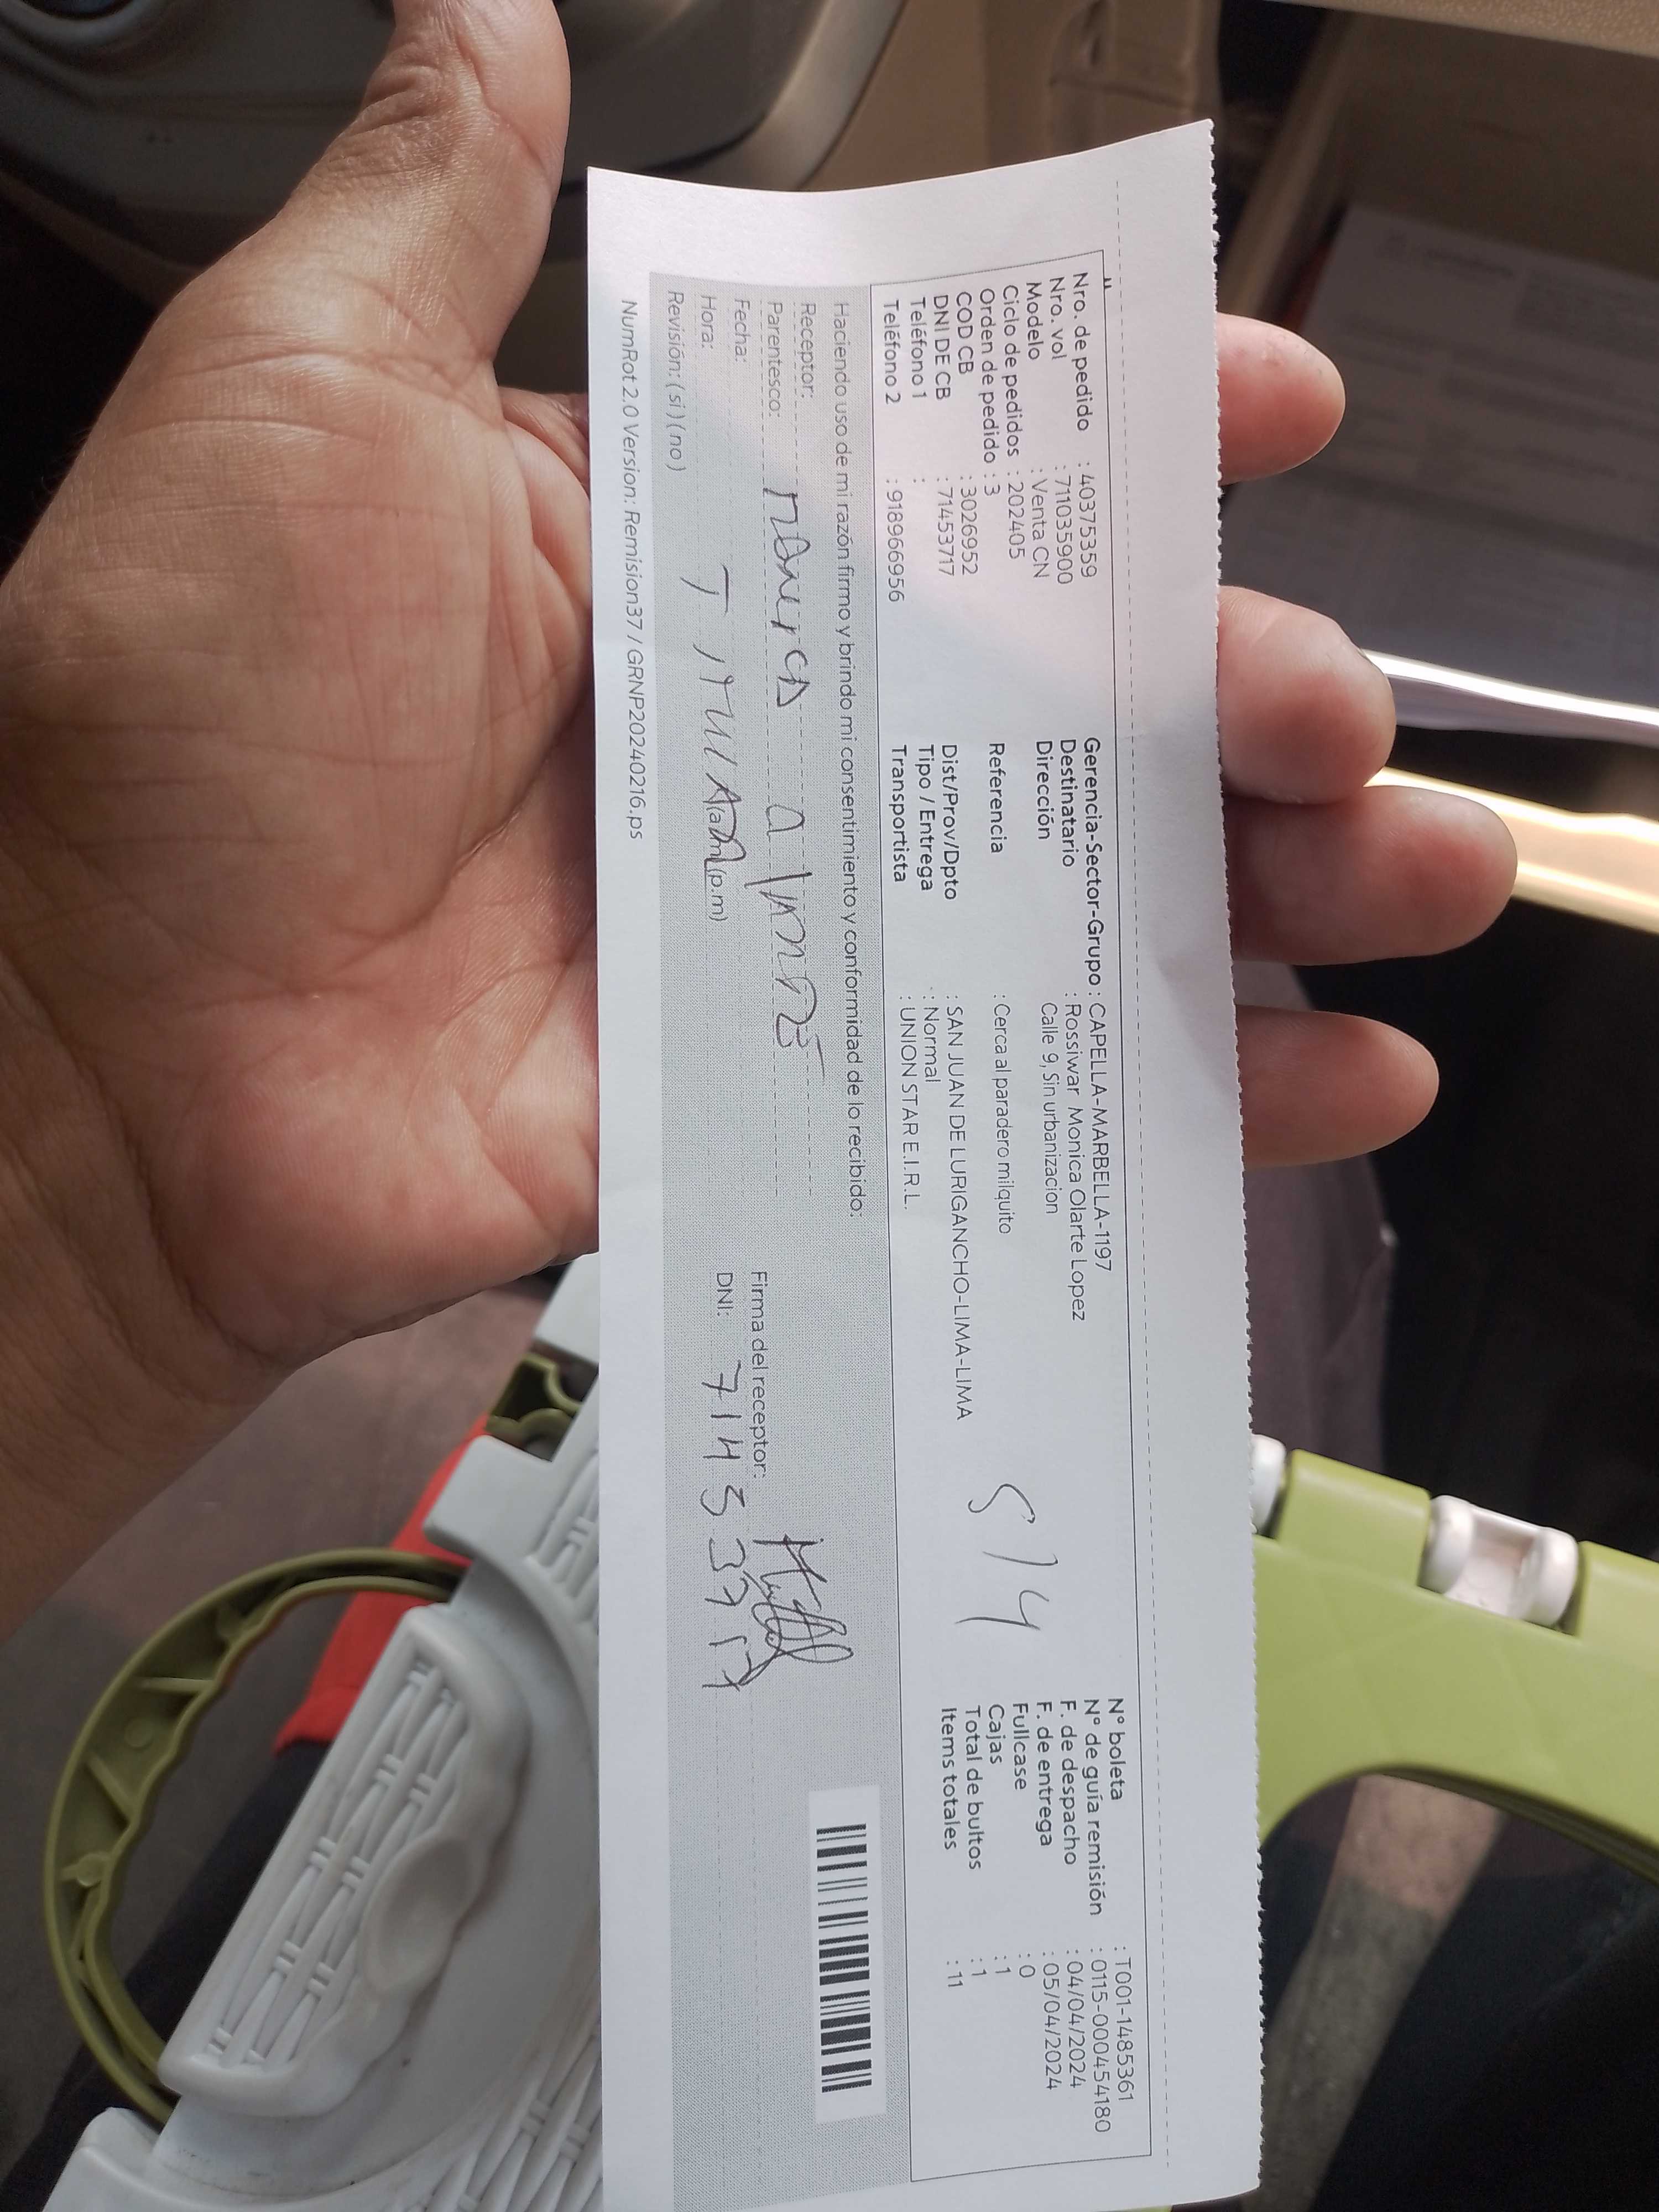 Nro. de pedido : 40375359
Nro. vol : 711035900
Modelo : Venta CN
Ciclo de pedidos : 202405
Orden de pedido : 3
COD CB : 3026952
DNI DE CB : 71453717
Teléfono 1 :
Teléfono 2 : 918966956
Gerencia-Sector-Grupo : CAPELLA-MARBELLA-1197
Destinatario : Rossiwar Monica Olarte Lopez
Dirección Calle 9, Sin urbanizacion
Referencia : Cerca al paradero milquito
Dist/Prov/Dpto : SAN JUAN DE LURIGANCHO-LIMA-LIMA
Tipo / Entrega : Normal
Transportista : UNION STAR E.I.R.L.
514
N° boleta : T001-1485361
N° de guía remisión : 0115-000454180
F. de despacho : 04/04/2024
F. de entrega : 05/04/2024
Fullcase : 0
Cajas : 1
Total de bultos : 1
Items totales : 11
Haciendo uso de mi razón firmo y brindo mi consentimiento y conformidad de lo recibido:
Receptor:
Parentesco:
Fecha:
Hora: (a.m) (p.m)
Revisión: (si) (no)
Firma del receptor:
DNI: 71453717
NumRot 2.0 Version: Remision37 / GRNP20240216.ps